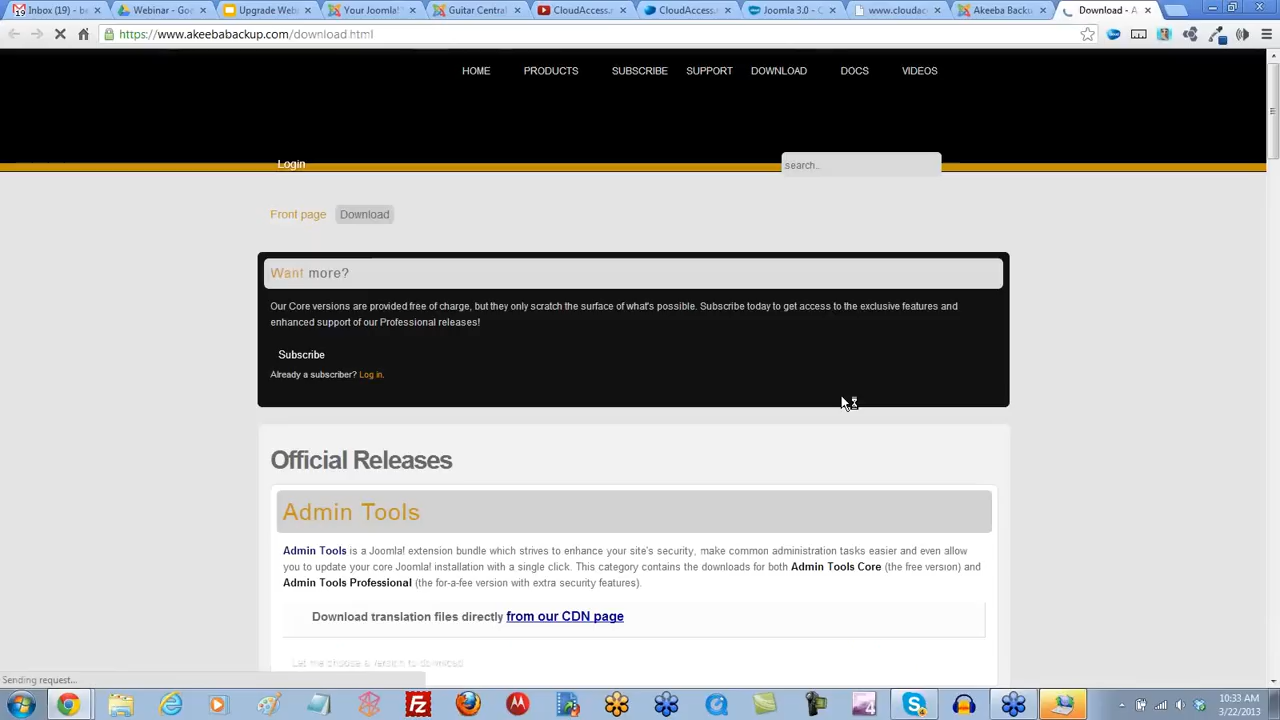 Inbox (19) - b
Webinar - Go
Upgrade Web
Your Joomla!
Guitar Central
CloudAccess.
CloudAccess.
Joomla 3.0 - C
www.cloudac
Akeeba Backu
Download - A
https://www.akeebabackup.com/download.html
HOME PRODUCTS SUBSCRIBE SUPPORT DOWNLOAD DOCS VIDEOS
Login
search...
Front page Download
Want more?
Our Core versions are provided free of charge, but they only scratch the surface of what's possible. Subscribe today to get access to the exclusive features and
enhanced support of our Professional releases!
Subscribe
Already a subscriber? Log in.
Official Releases
Admin Tools
Admin Tools is a Joomla! extension bundle which strives to enhance your site's security, make common administration tasks easier and even allow
you to update your core Joomla! installation with a single click. This category contains the downloads for both Admin Tools Core (the free version) and
Admin Tools Professional (the for-a-fee version with extra security features).
Download translation files directly from our CDN page
Let me choose a version to download
Sending request...
10:33 AM
3/22/2013